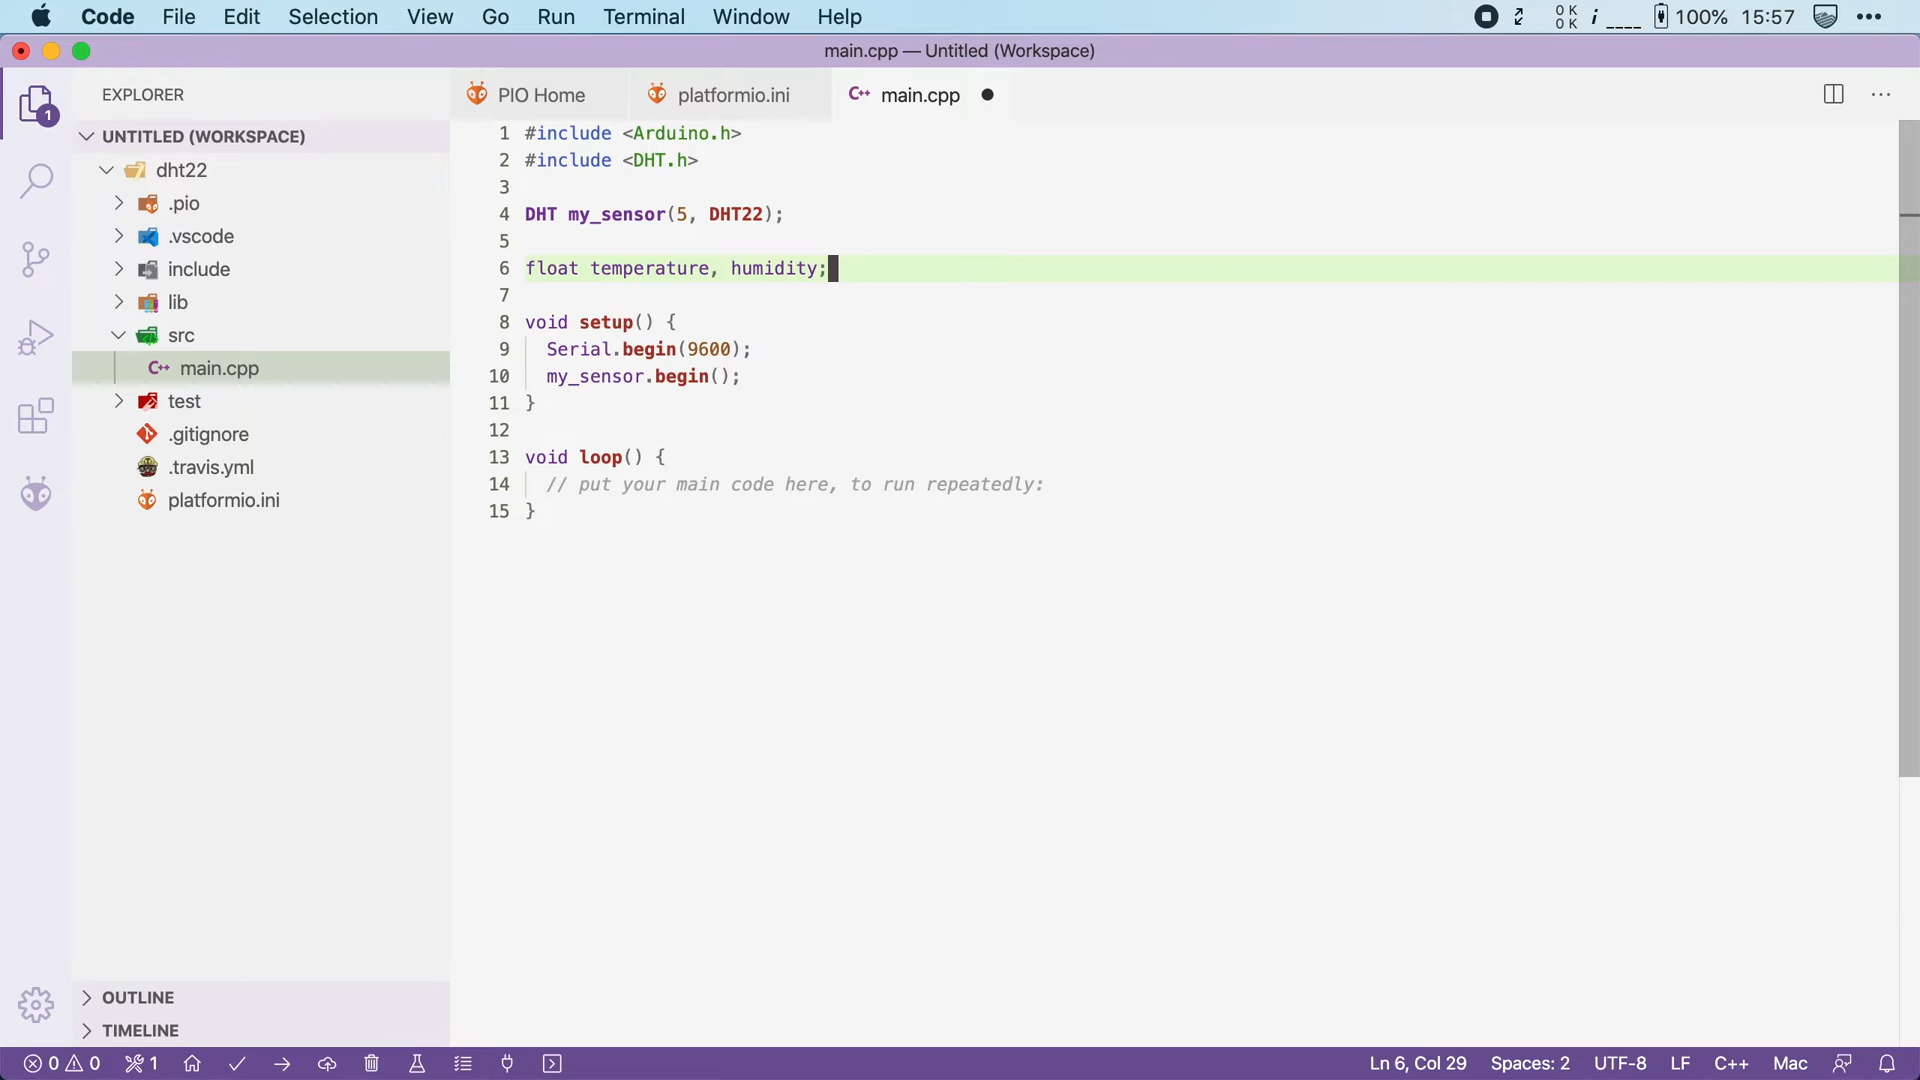 Code File Edit Selection View Go Run Terminal Window Help 0 K 0 K i ____ 100% 15:57 •••
main.cpp — Untitled (Workspace)
EXPLORER
PIO Home platformio.ini C++ main.cpp ● ...
UNTITLED (WORKSPACE)
dht22
.pio
.vscode
include
lib
src
C++ main.cpp
test
.gitignore
.travis.yml
platformio.ini
OUTLINE
TIMELINE
1
1 #include <Arduino.h>
2 #include <DHT.h>
3
4 DHT my_sensor(5, DHT22);
5
6 float temperature, humidity;
7
8 void setup() {
9 Serial.begin(9600);
10 my_sensor.begin();
11 }
12
13 void loop() {
14 // put your main code here, to run repeatedly:
15 }
0 0 1 Ln 6, Col 29 Spaces: 2 UTF-8 LF C++ Mac